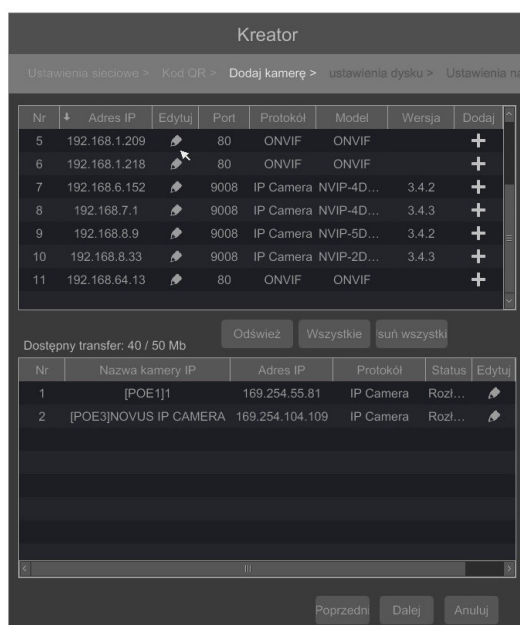 Kreator
Ustawienia sieciowe > Kod QR > Dodaj kamerę > ustawienia dysku > Ustawienia na
Nr Adres IP Edytuj Port Protokół Model Wersja Dodaj
5 192.168.1.209 80 ONVIF ONVIF
6 192.168.1.218 80 ONVIF ONVIF
7 192.168.6.152 9008 IP Camera NVIP-4D... 3.4.2
8 192.168.7.1 9008 IP Camera NVIP-4D... 3.4.3
9 192.168.8.9 9008 IP Camera NVIP-5D... 3.4.2
10 192.168.8.33 9008 IP Camera NVIP-2D... 3.4.3
11 192.168.64.13 80 ONVIF ONVIF
Odśwież Wszystkie suń wszystki
Dostępny transfer: 40 / 50 Mb
Nr Nazwa kamery IP Adres IP Protokół Status Edytuj
1 [POE1]1 169.254.55.81 IP Camera Rozł...
2 [POE3]NOVUS IP CAMERA 169.254.104.109 IP Camera Rozł...
Poprzedni Dalej Anuluj